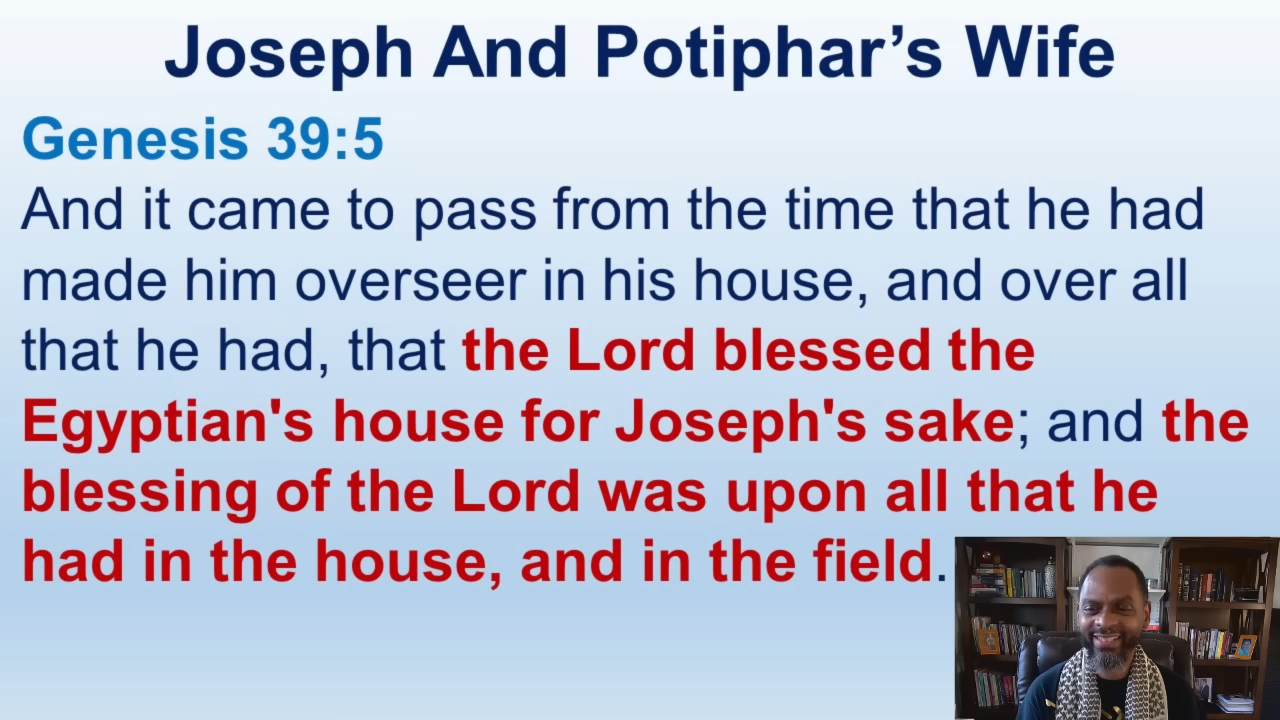 Joseph And Potiphar’s Wife
Genesis 39:5
And it came to pass from the time that he had
made him overseer in his house, and over all
that he had, that the Lord blessed the
Egyptian's house for Joseph's sake; and the
blessing of the Lord was upon all that he
had in the house, and in the field.